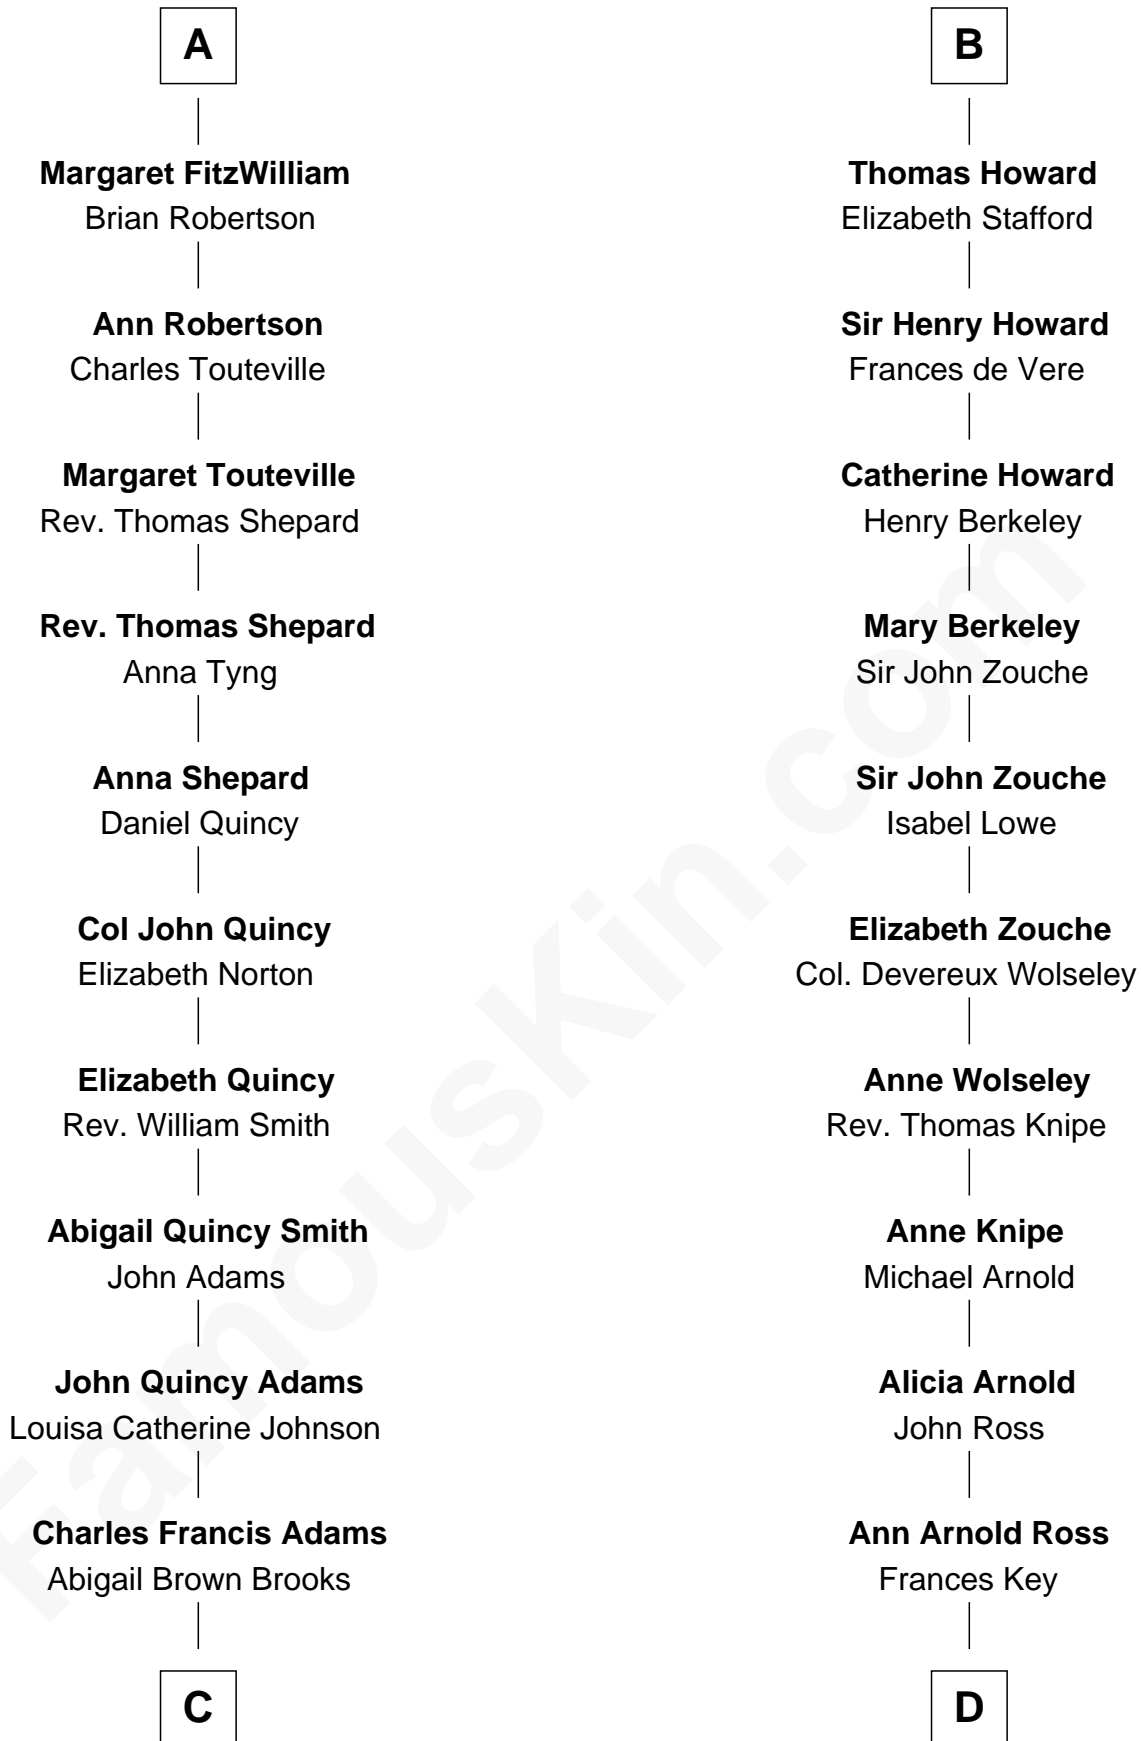 A
Margaret FitzWilliam
Brian Robertson
Ann Robertson
Charles Touteville
Margaret Touteville
Rev. Thomas Shepard
Rev. Thomas Shepard
Anna Tyng
Anna Shepard
Daniel Quincy
Col John Quincy
Elizabeth Norton
Elizabeth Quincy
Rev. William Smith
Abigail Quincy Smith
John Adams
John Quincy Adams
Louisa Catherine Johnson
Charles Francis Adams
Abigail Brown Brooks
C
B
Thomas Howard
Elizabeth Stafford
Sir Henry Howard
Frances de Vere
Catherine Howard
Henry Berkeley
Mary Berkeley
Sir John Zouche
Sir John Zouche
Isabel Lowe
Elizabeth Zouche
Col. Devereux Wolseley
Anne Wolseley
Rev. Thomas Knipe
Anne Knipe
Michael Arnold
Alicia Arnold
John Ross
Ann Arnold Ross
Frances Key
D
FamousKin.com